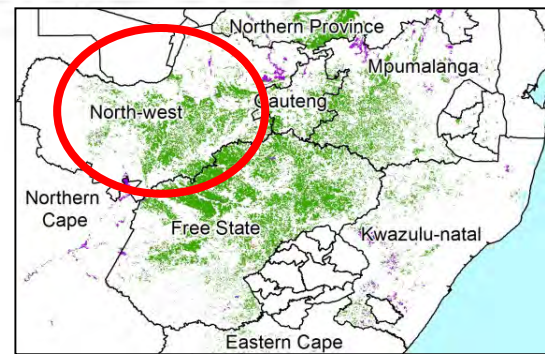 Northern Province
Mpumalanga
North-west
Gauteng
Northern
Cape
Free State
Kwazulu-natal
Eastern Cape